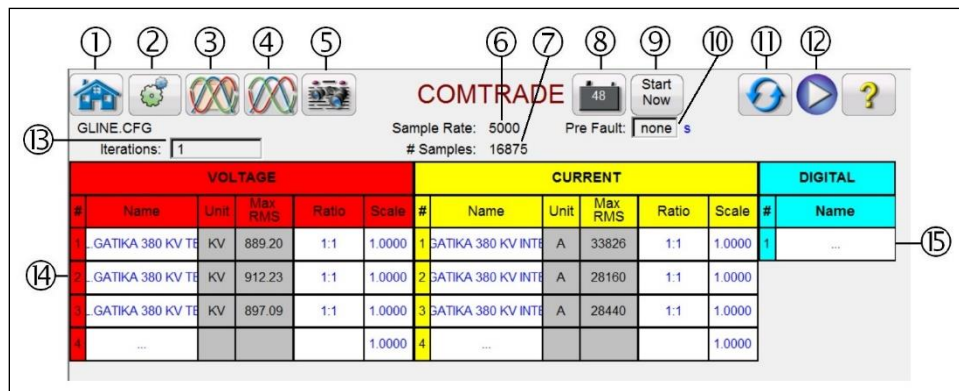 ① ② ③ ④ ⑤ ⑥ ⑦ ⑧ ⑨ ⑩ ⑪ ⑫
COMTRADE 48 Start Now ?
GLINE.CFG Sample Rate: 5000 Pre Fault: none s
⑬ Iterations: 1 # Samples: 16875
VOLTAGE CURRENT DIGITAL
# Name Unit Max RMS Ratio Scale # Name Unit Max RMS Ratio Scale # Name
1 .GATIKA 380 KV TE KV 889.20 1:1 1.0000 1 GATIKA 380 KV INTE A 33826 1:1 1.0000 1 ... ⑮
⑭ 2 .GATIKA 380 KV TE KV 912.23 1:1 1.0000 2 GATIKA 380 KV INTE A 28160 1:1 1.0000
3 .GATIKA 380 KV TE KV 897.09 1:1 1.0000 3 GATIKA 380 KV INTE A 28440 1:1 1.0000
4 ... 1.0000 4 ... 1.0000